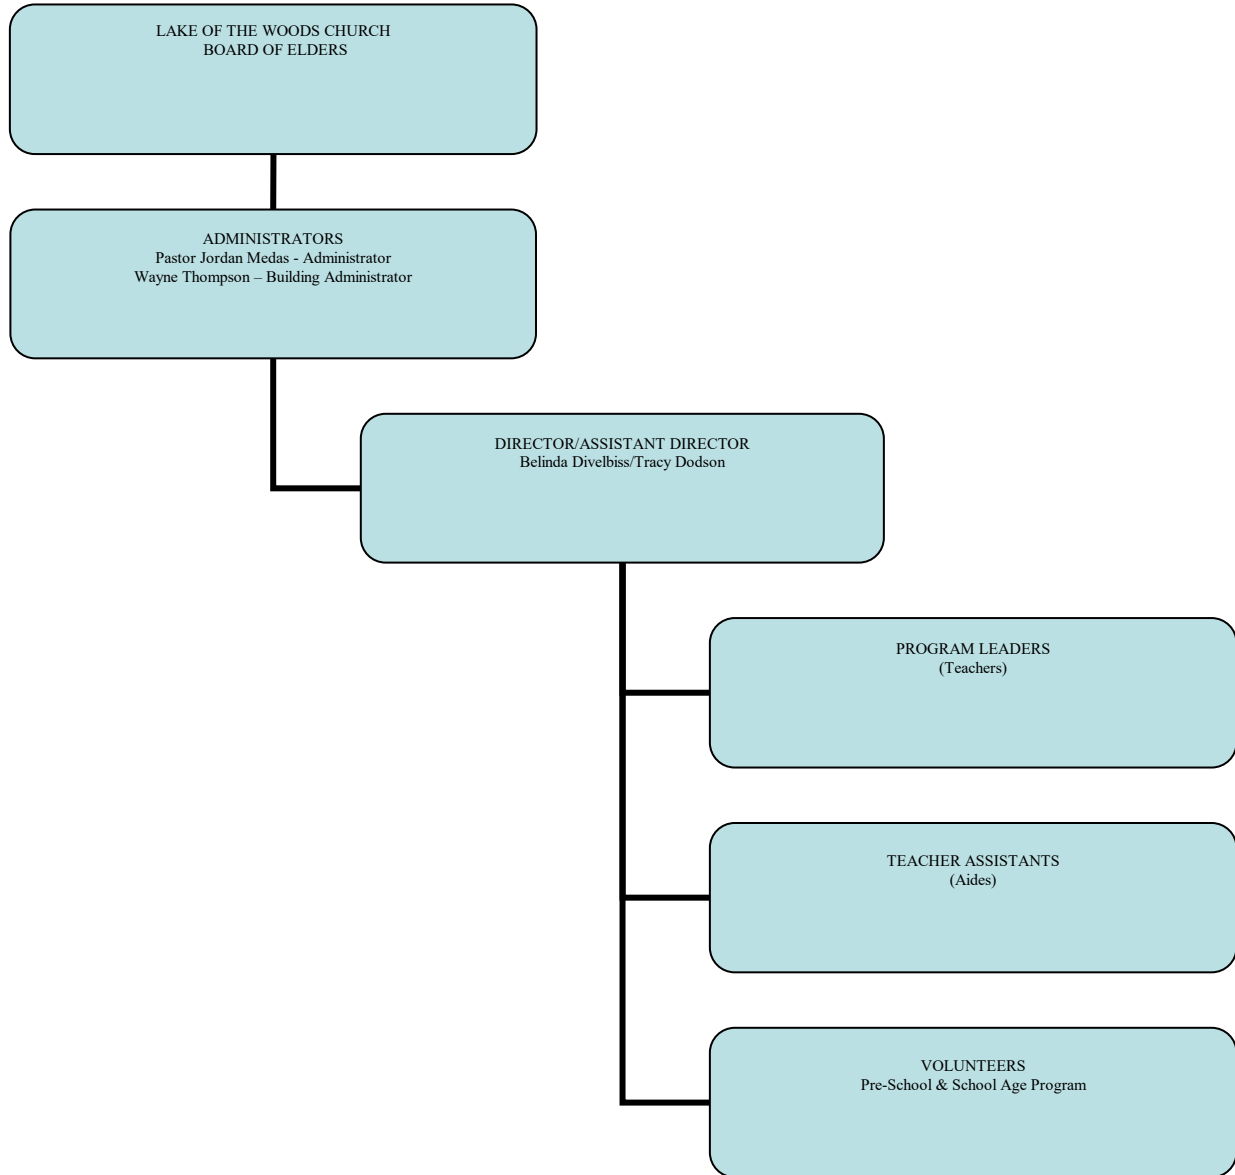 LAKE OF THE WOODS CHURCH
BOARD OF ELDERS
ADMINISTRATORS
Pastor Jordan Medas - Administrator
Wayne Thompson – Building Administrator
DIRECTOR/ASSISTANT DIRECTOR
Belinda Divelbiss/Tracy Dodson
PROGRAM LEADERS
(Teachers)
TEACHER ASSISTANTS
(Aides)
VOLUNTEERS
Pre-School & School Age Program